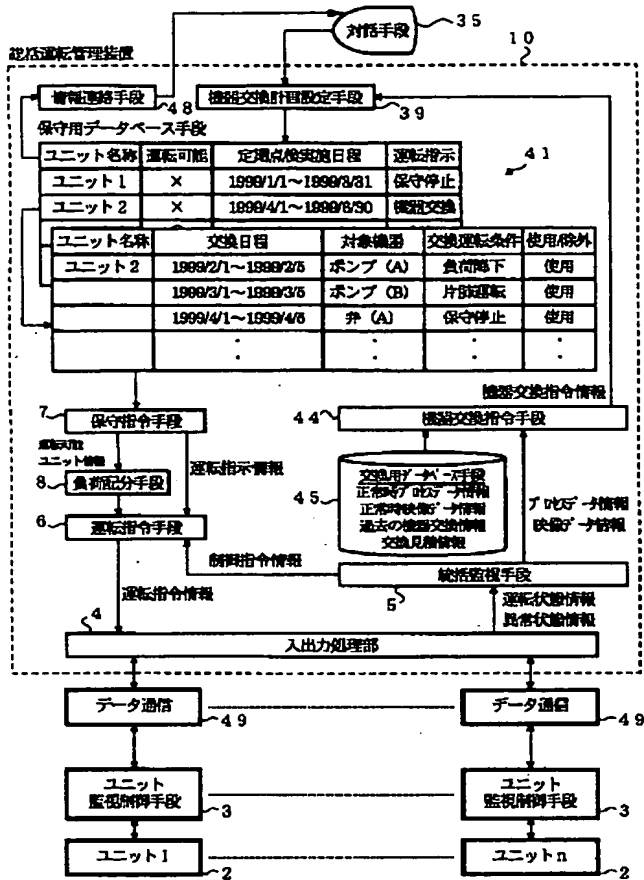 対話手段
35
総括運転管理装置
10
情報連絡手段
48
機器交換計画設定手段
39
保守用データベース手段
41
ユニット名称 運転可能 定期点検実施日程 運転指示
ユニット1 × 1999/1/1～1999/3/31 保守停止
ユニット2 × 1999/4/1～1999/6/30 機器交換
ユニット名称 交換日程 対象機器 交換運転条件 使用/除外
ユニット2 1999/2/1～1999/2/5 ポンプ(A) 負荷降下 使用
1999/3/1～1999/3/5 ポンプ(B) 片肺運転 使用
1999/4/1～1999/4/5 弁(A) 保守停止 使用
機器交換指令情報
7
保守指令手段
44
機器交換指令手段
運転可能
ユニット情報
運転指示情報
8
負荷配分手段
45
交換用データベース手段
正常時プロセスデータ情報
正常時映像データ情報
過去の機器交換情報
交換見積情報
プロセスデータ情報
映像データ情報
6
運転指令手段
制御指令情報
統括監視手段
5
運転指令情報
運転状態情報
異常状態情報
4
入出力処理部
データ通信
49
データ通信
49
ユニット
監視制御手段
3
ユニット
監視制御手段
3
ユニット1
2
ユニットn
2